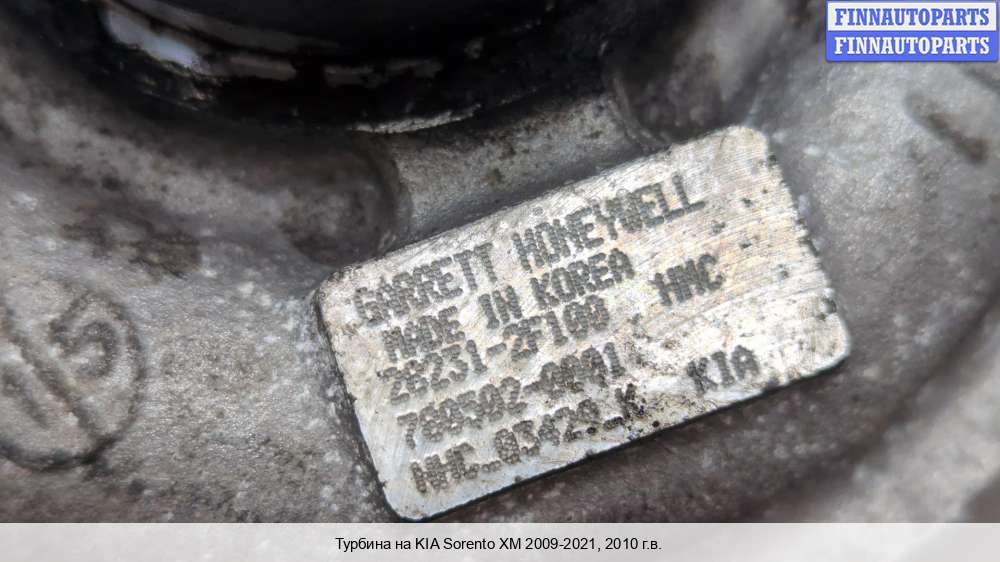 FINNAUTOPARTS
FINNAUTOPARTS
GARRETT HONEYWELL
MADE IN KOREA
28231-2F100 HMC
780502-0001
NHC_03429_K KIA
Турбина на KIA Sorento XM 2009-2021, 2010 г.в.